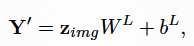 𝐘′ = 𝐳_{img}W^L + b^L,